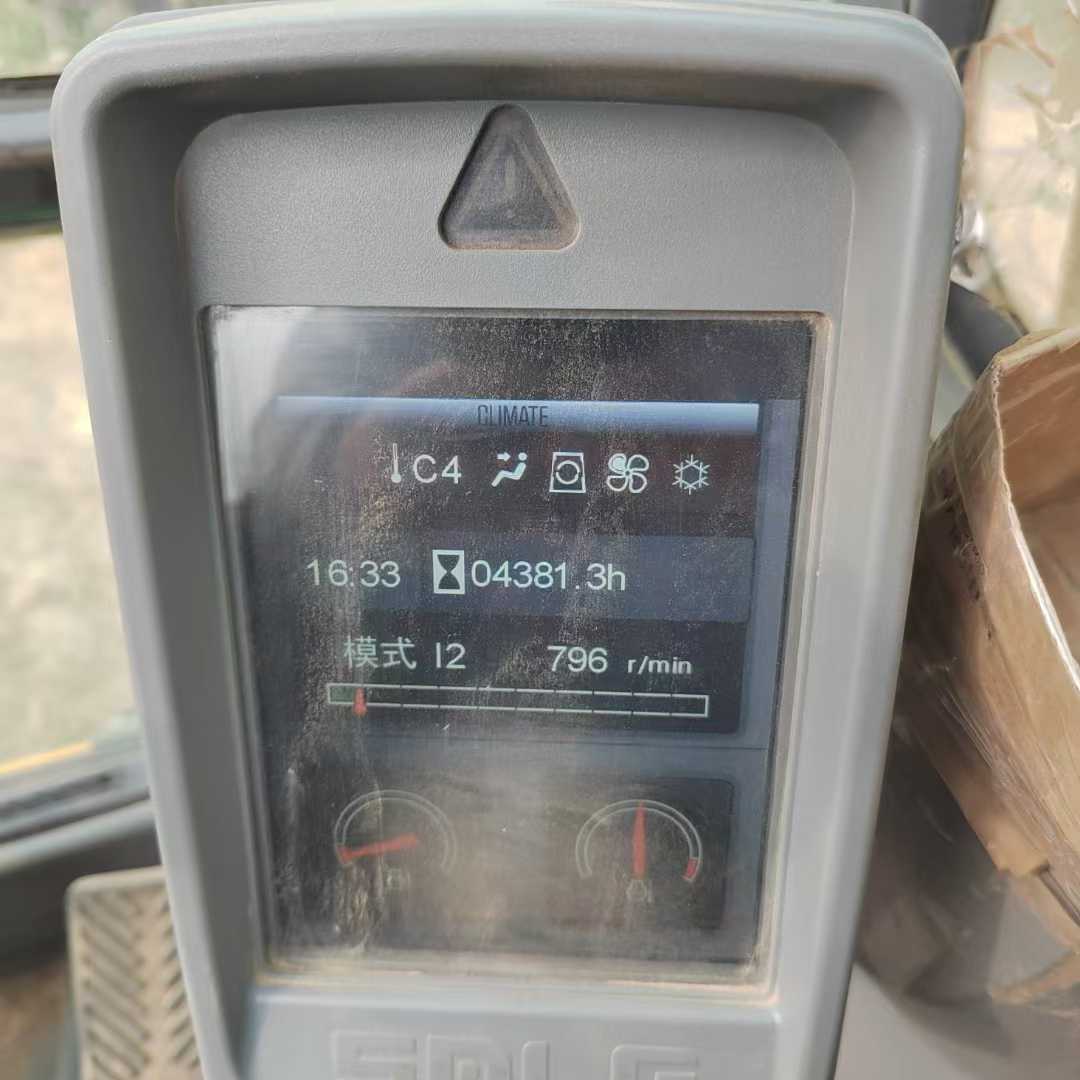 CLIMATE
C4
16:33 04381.3h
模式 I2 796 r/min
SDLG